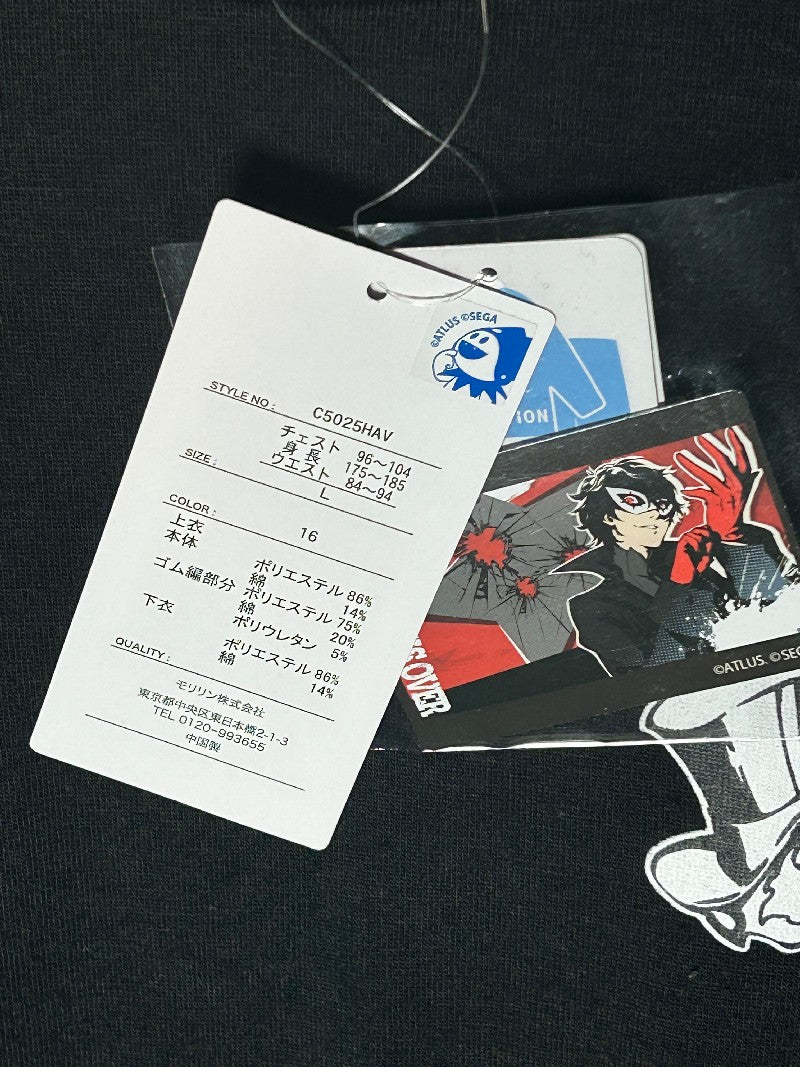 ©ATLUS ©SEGA
STYLE NO: C5025HAV
チェスト 96〜104
身長 175〜185
ウエスト 84〜94
SIZE: L
COLOR: 16
上衣
本体 ポリエステル 86%
綿 14%
ゴム編部分 ポリエステル 75%
綿 20%
ポリウレタン 5%
下衣 ポリエステル 86%
綿 14%
QUALITY:
モリリン株式会社
東京都中央区東日本橋2-1-3
TEL 0120-993655
中国製
ION
OVER
©ATLUS. ©SEG